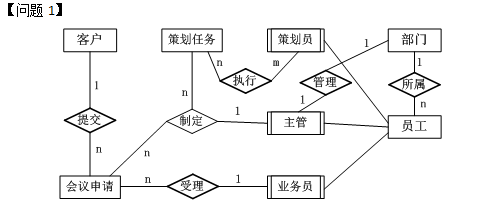 【问题 1】
客户 策划任务 策划员 部门
1 n m 1 1
执行 管理 所属
n 1 n
提交 制定 1 主管 员工
n n
会议申请 n 受理 1 业务员